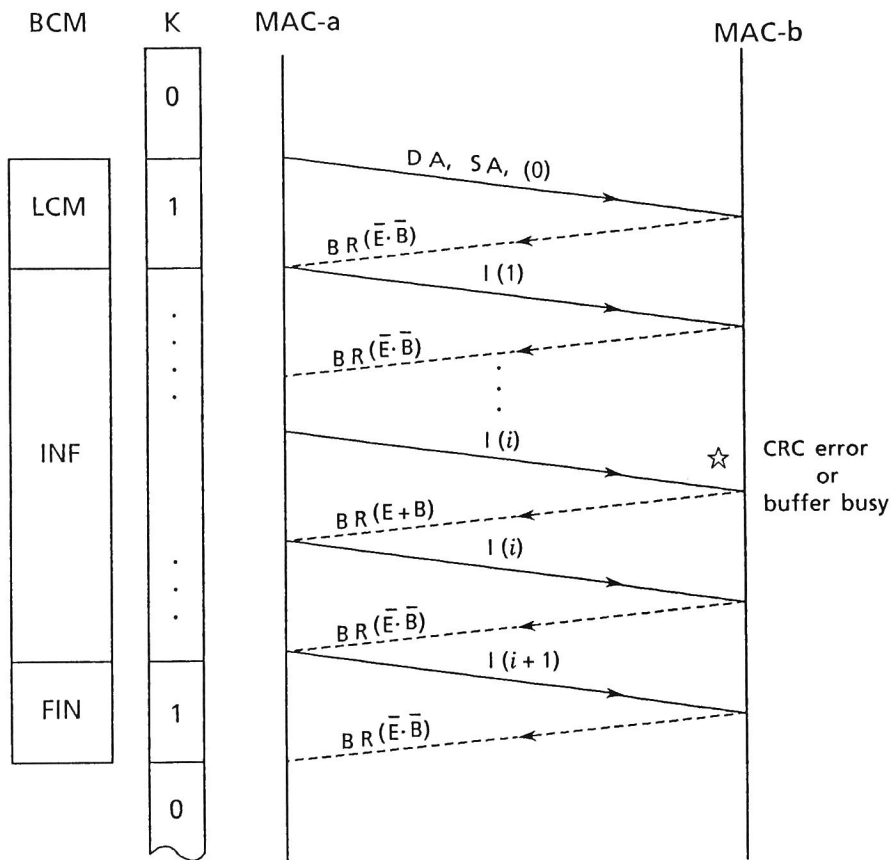 BCM K MAC-a MAC-b
0
DA, SA, (0)
LCM 1
BR(E̅·B̅)
I(1)
BR(E̅·B̅)
I(i)
INF
☆ CRC error
or
buffer busy
BR(E+B)
I(i)
BR(E̅·B̅)
I(i+1)
FIN 1
BR(E̅·B̅)
0